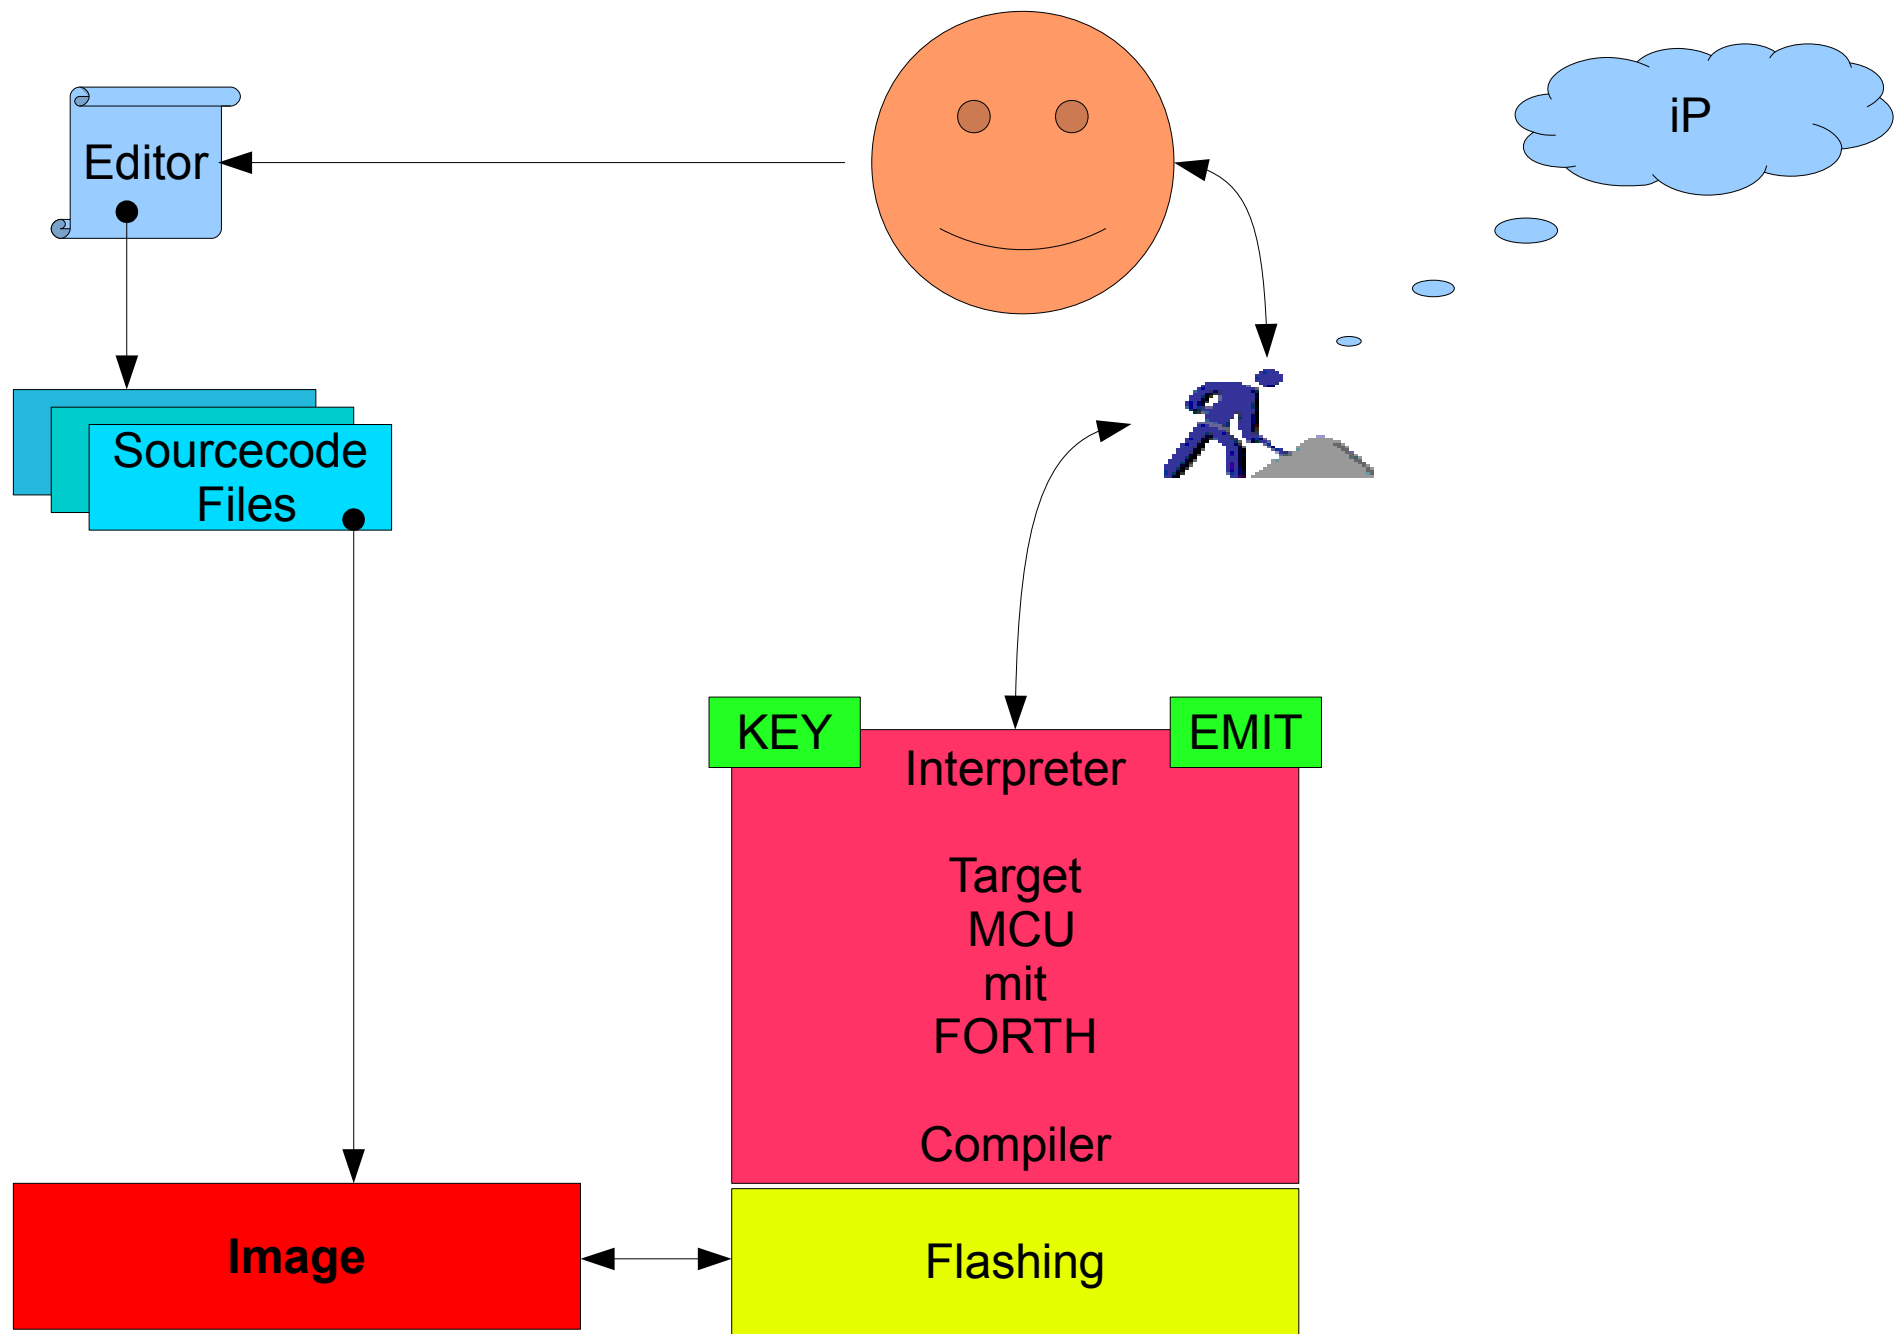 iP
Editor
Sourcecode
Files
KEY
EMIT
Interpreter
Target
MCU
mit
FORTH
Compiler
Image
Flashing